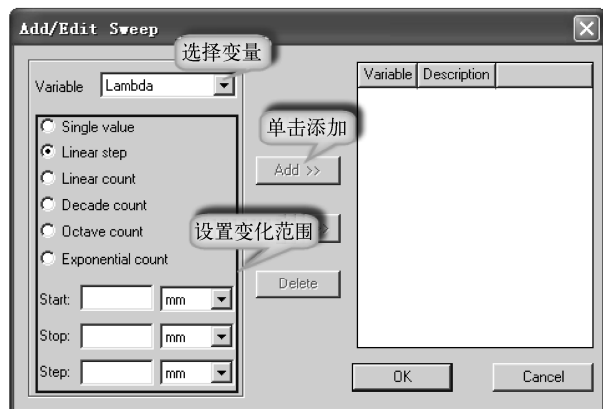 Add/Edit Sweep
选择变量
Variable Lambda
Variable Description
Single value
单击添加
Linear step
Add >>
Linear count
Decade count
Octave count
设置变化范围
>
Exponential count
Delete
Start: mm
Stop: mm
Step: mm
OK Cancel